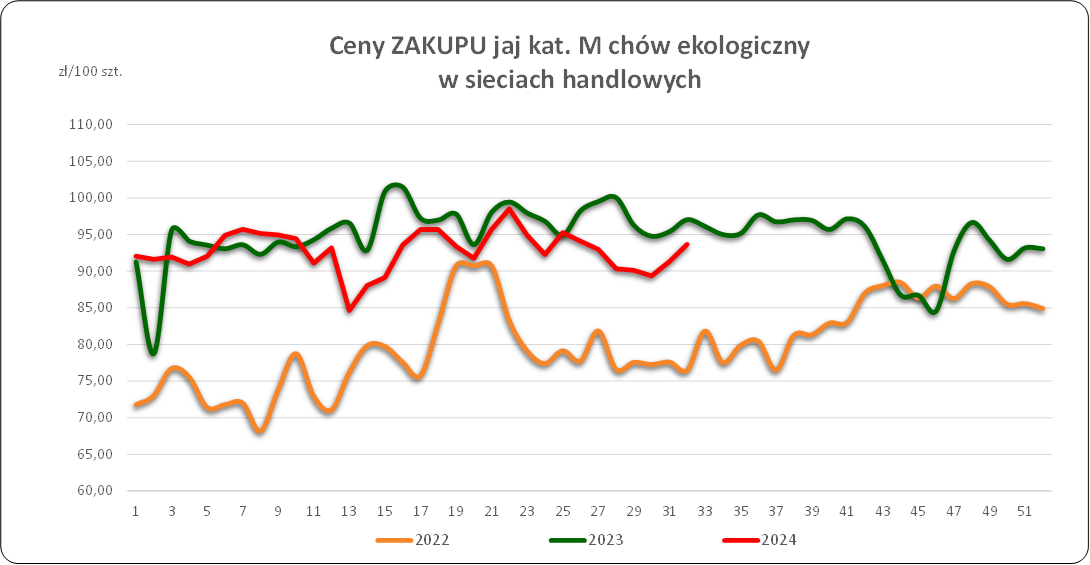 Ceny ZAKUPU jaj kat. M chów ekologiczny
w sieciach handlowych
zł/100 szt.
110,00
105,00
100,00
95,00
90,00
85,00
80,00
75,00
70,00
65,00
60,00
1 3 5 7 9 11 13 15 17 19 21 23 25 27 29 31 33 35 37 39 41 43 45 47 49 51
2022 2023 2024